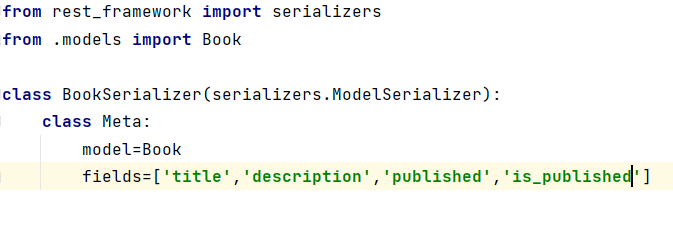 from rest_framework import serializers
from .models import Book
class BookSerializer(serializers.ModelSerializer):
    class Meta:
        model=Book
        fields=['title','description','published','is_published']